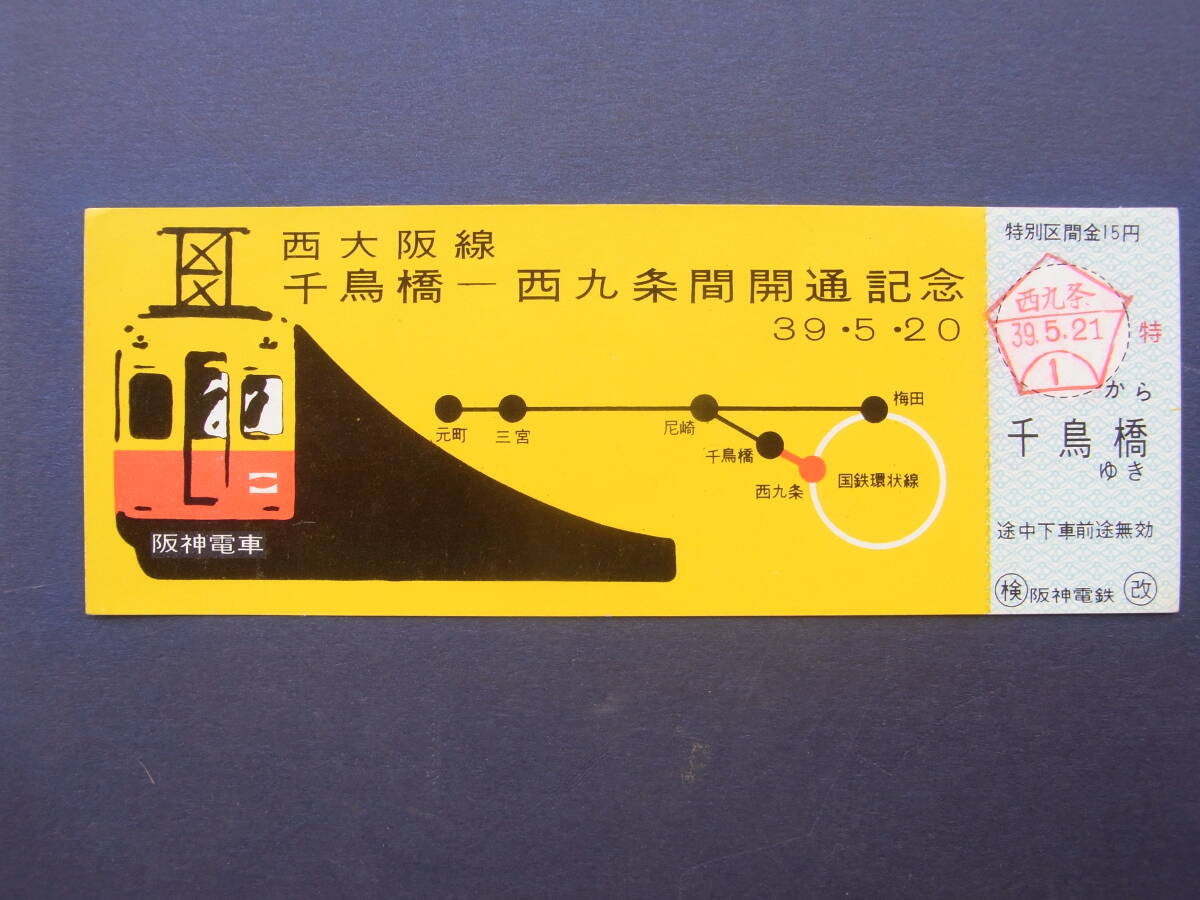 西大阪線
千鳥橋―西九条間開通記念
39・5・20
元町
三宮
尼崎
梅田
千鳥橋
西九条
国鉄環状線
阪神電車
特別区間金15円
西九条
39.5.21
1
特
から
千鳥橋
ゆき
途中下車前途無効
検 阪神電鉄 改